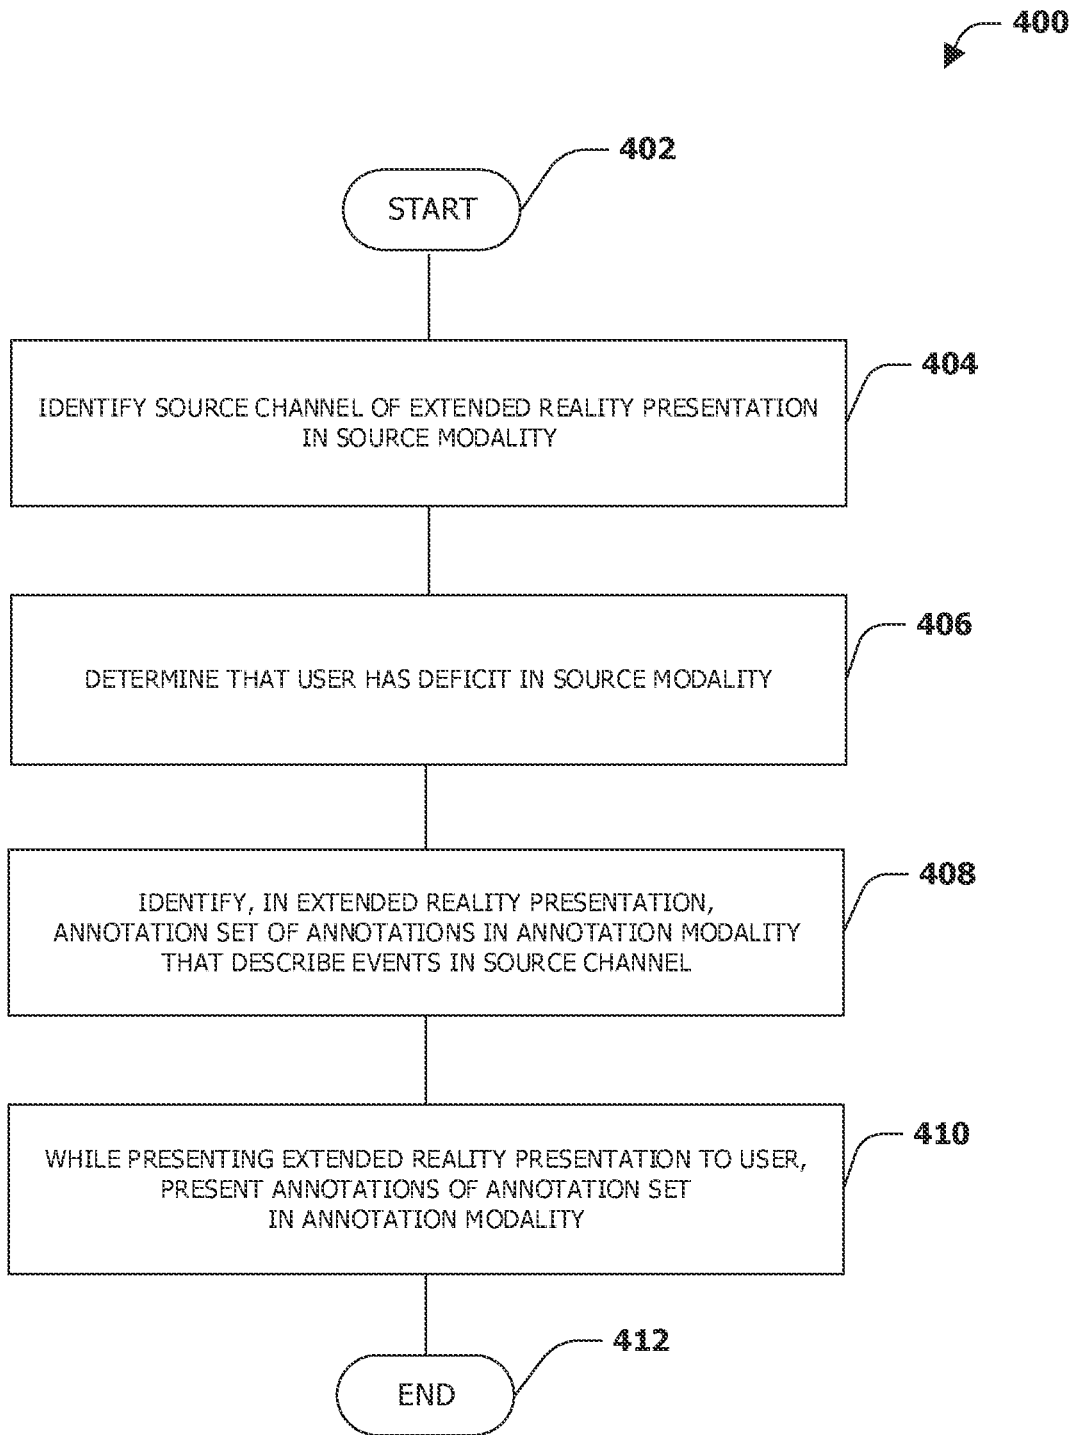 400
402
START
404
IDENTIFY SOURCE CHANNEL OF EXTENDED REALITY PRESENTATION
IN SOURCE MODALITY
406
DETERMINE THAT USER HAS DEFICIT IN SOURCE MODALITY
408
IDENTIFY, IN EXTENDED REALITY PRESENTATION,
ANNOTATION SET OF ANNOTATIONS IN ANNOTATION MODALITY
THAT DESCRIBE EVENTS IN SOURCE CHANNEL
410
WHILE PRESENTING EXTENDED REALITY PRESENTATION TO USER,
PRESENT ANNOTATIONS OF ANNOTATION SET
IN ANNOTATION MODALITY
412
END